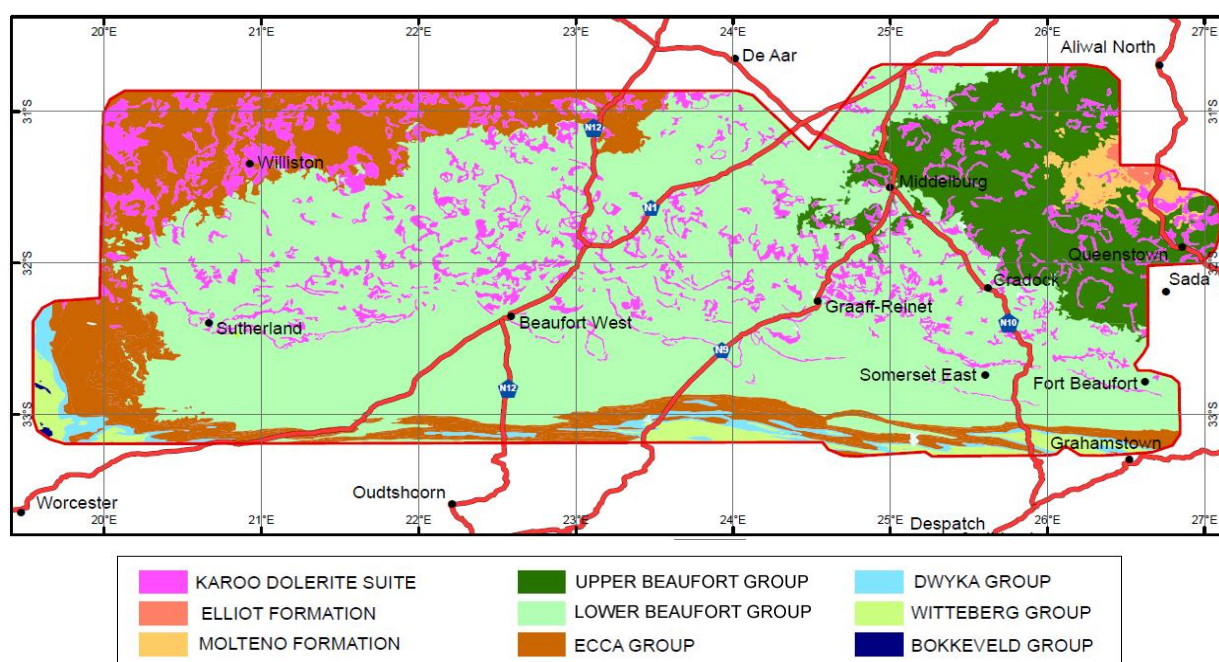 20°E 21°E 22°E 23°E 24°E 25°E 26°E 27°E
De Aar
Aliwal North
31°S 31°S
N12
Williston
Middelburg
N1
Queenstown
32°S 32°S
Sada
Cradock
Graaff-Reinet
Sutherland
Beaufort West
N10
N9
Somerset East
Fort Beaufort
N12
33°S 33°S
Grahamstown
Worcester
Oudtshoorn
Despatch
20°E 21°E 22°E 23°E 24°E 25°E 26°E 27°E
KAROO DOLERITE SUITE
ELLIOT FORMATION
MOLTENO FORMATION
UPPER BEAUFORT GROUP
LOWER BEAUFORT GROUP
ECCA GROUP
DWYKA GROUP
WITTEBERG GROUP
BOKKEVELD GROUP